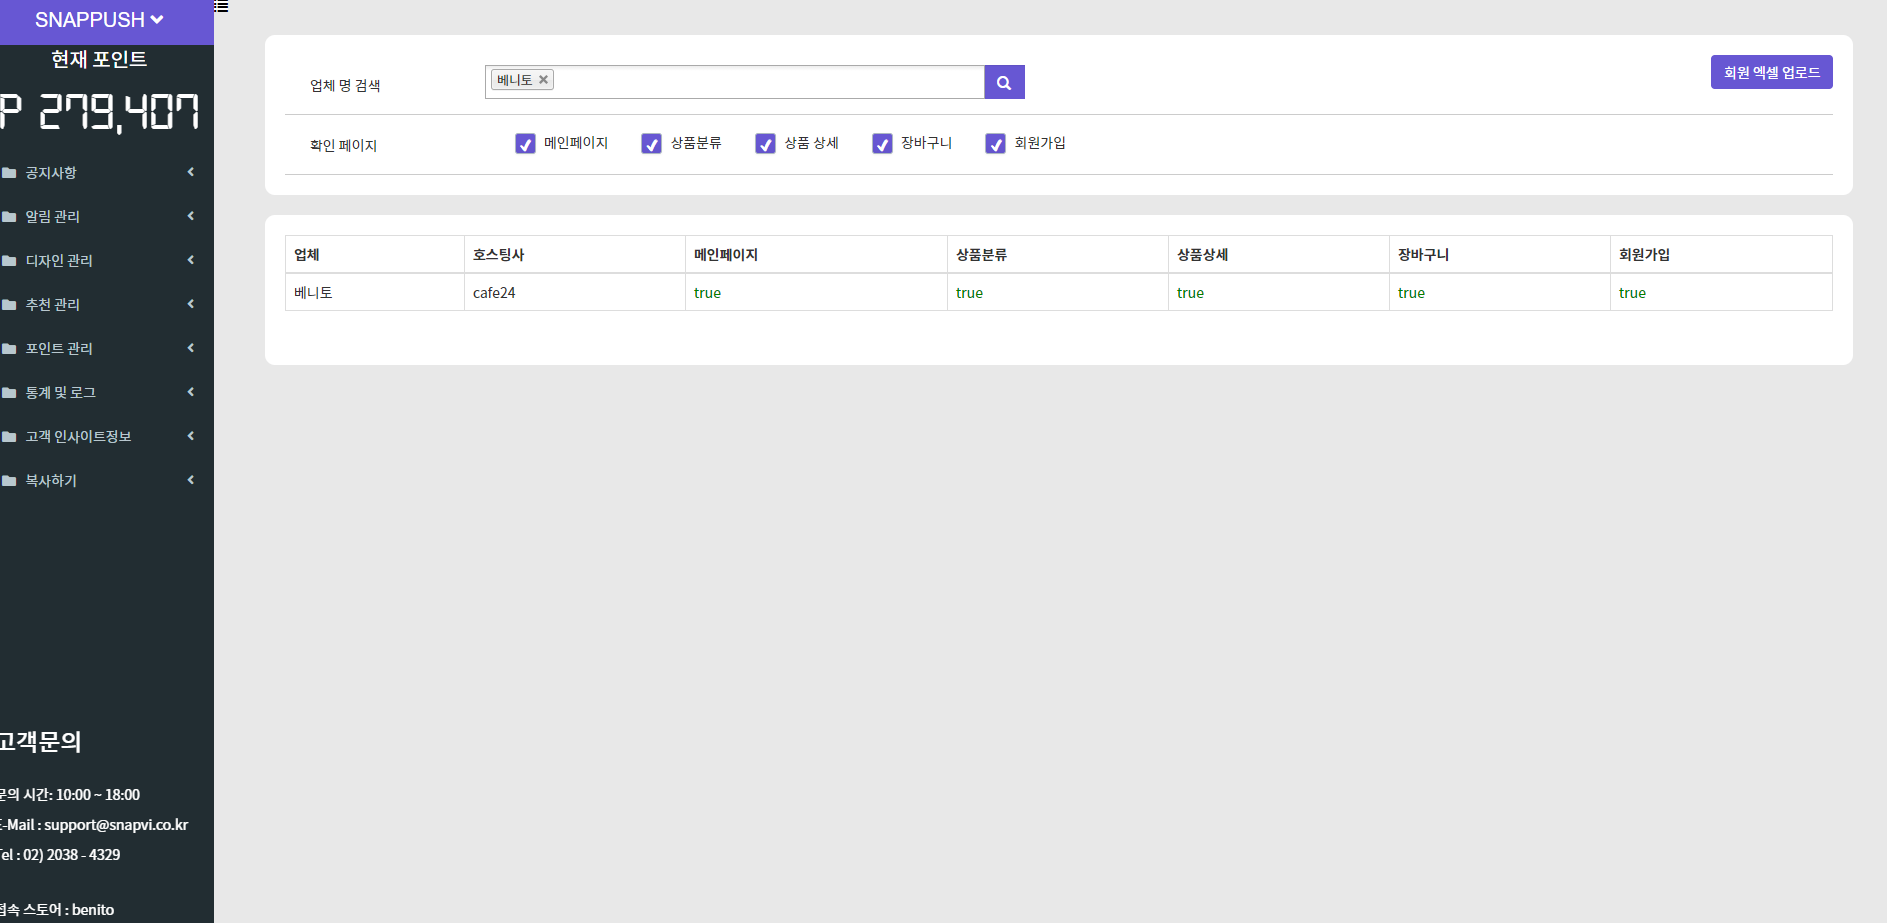 SNAPPUSH
현재 포인트
P 279,407
공지사항
알림 관리
디자인 관리
추천 관리
포인트 관리
통계 및 로그
고객 인사이트정보
복사하기
고객문의
문의 시간: 10:00 ~ 18:00
E-Mail : support@snapvi.co.kr
Tel : 02) 2038 - 4329
접속 스토어 : benito
업체 명 검색 베니토 회원 엑셀 업로드
확인 페이지 메인페이지 상품분류 상품 상세 장바구니 회원가입
업체 호스팅사 메인페이지 상품분류 상품상세 장바구니 회원가입
베니토 cafe24 true true true true true